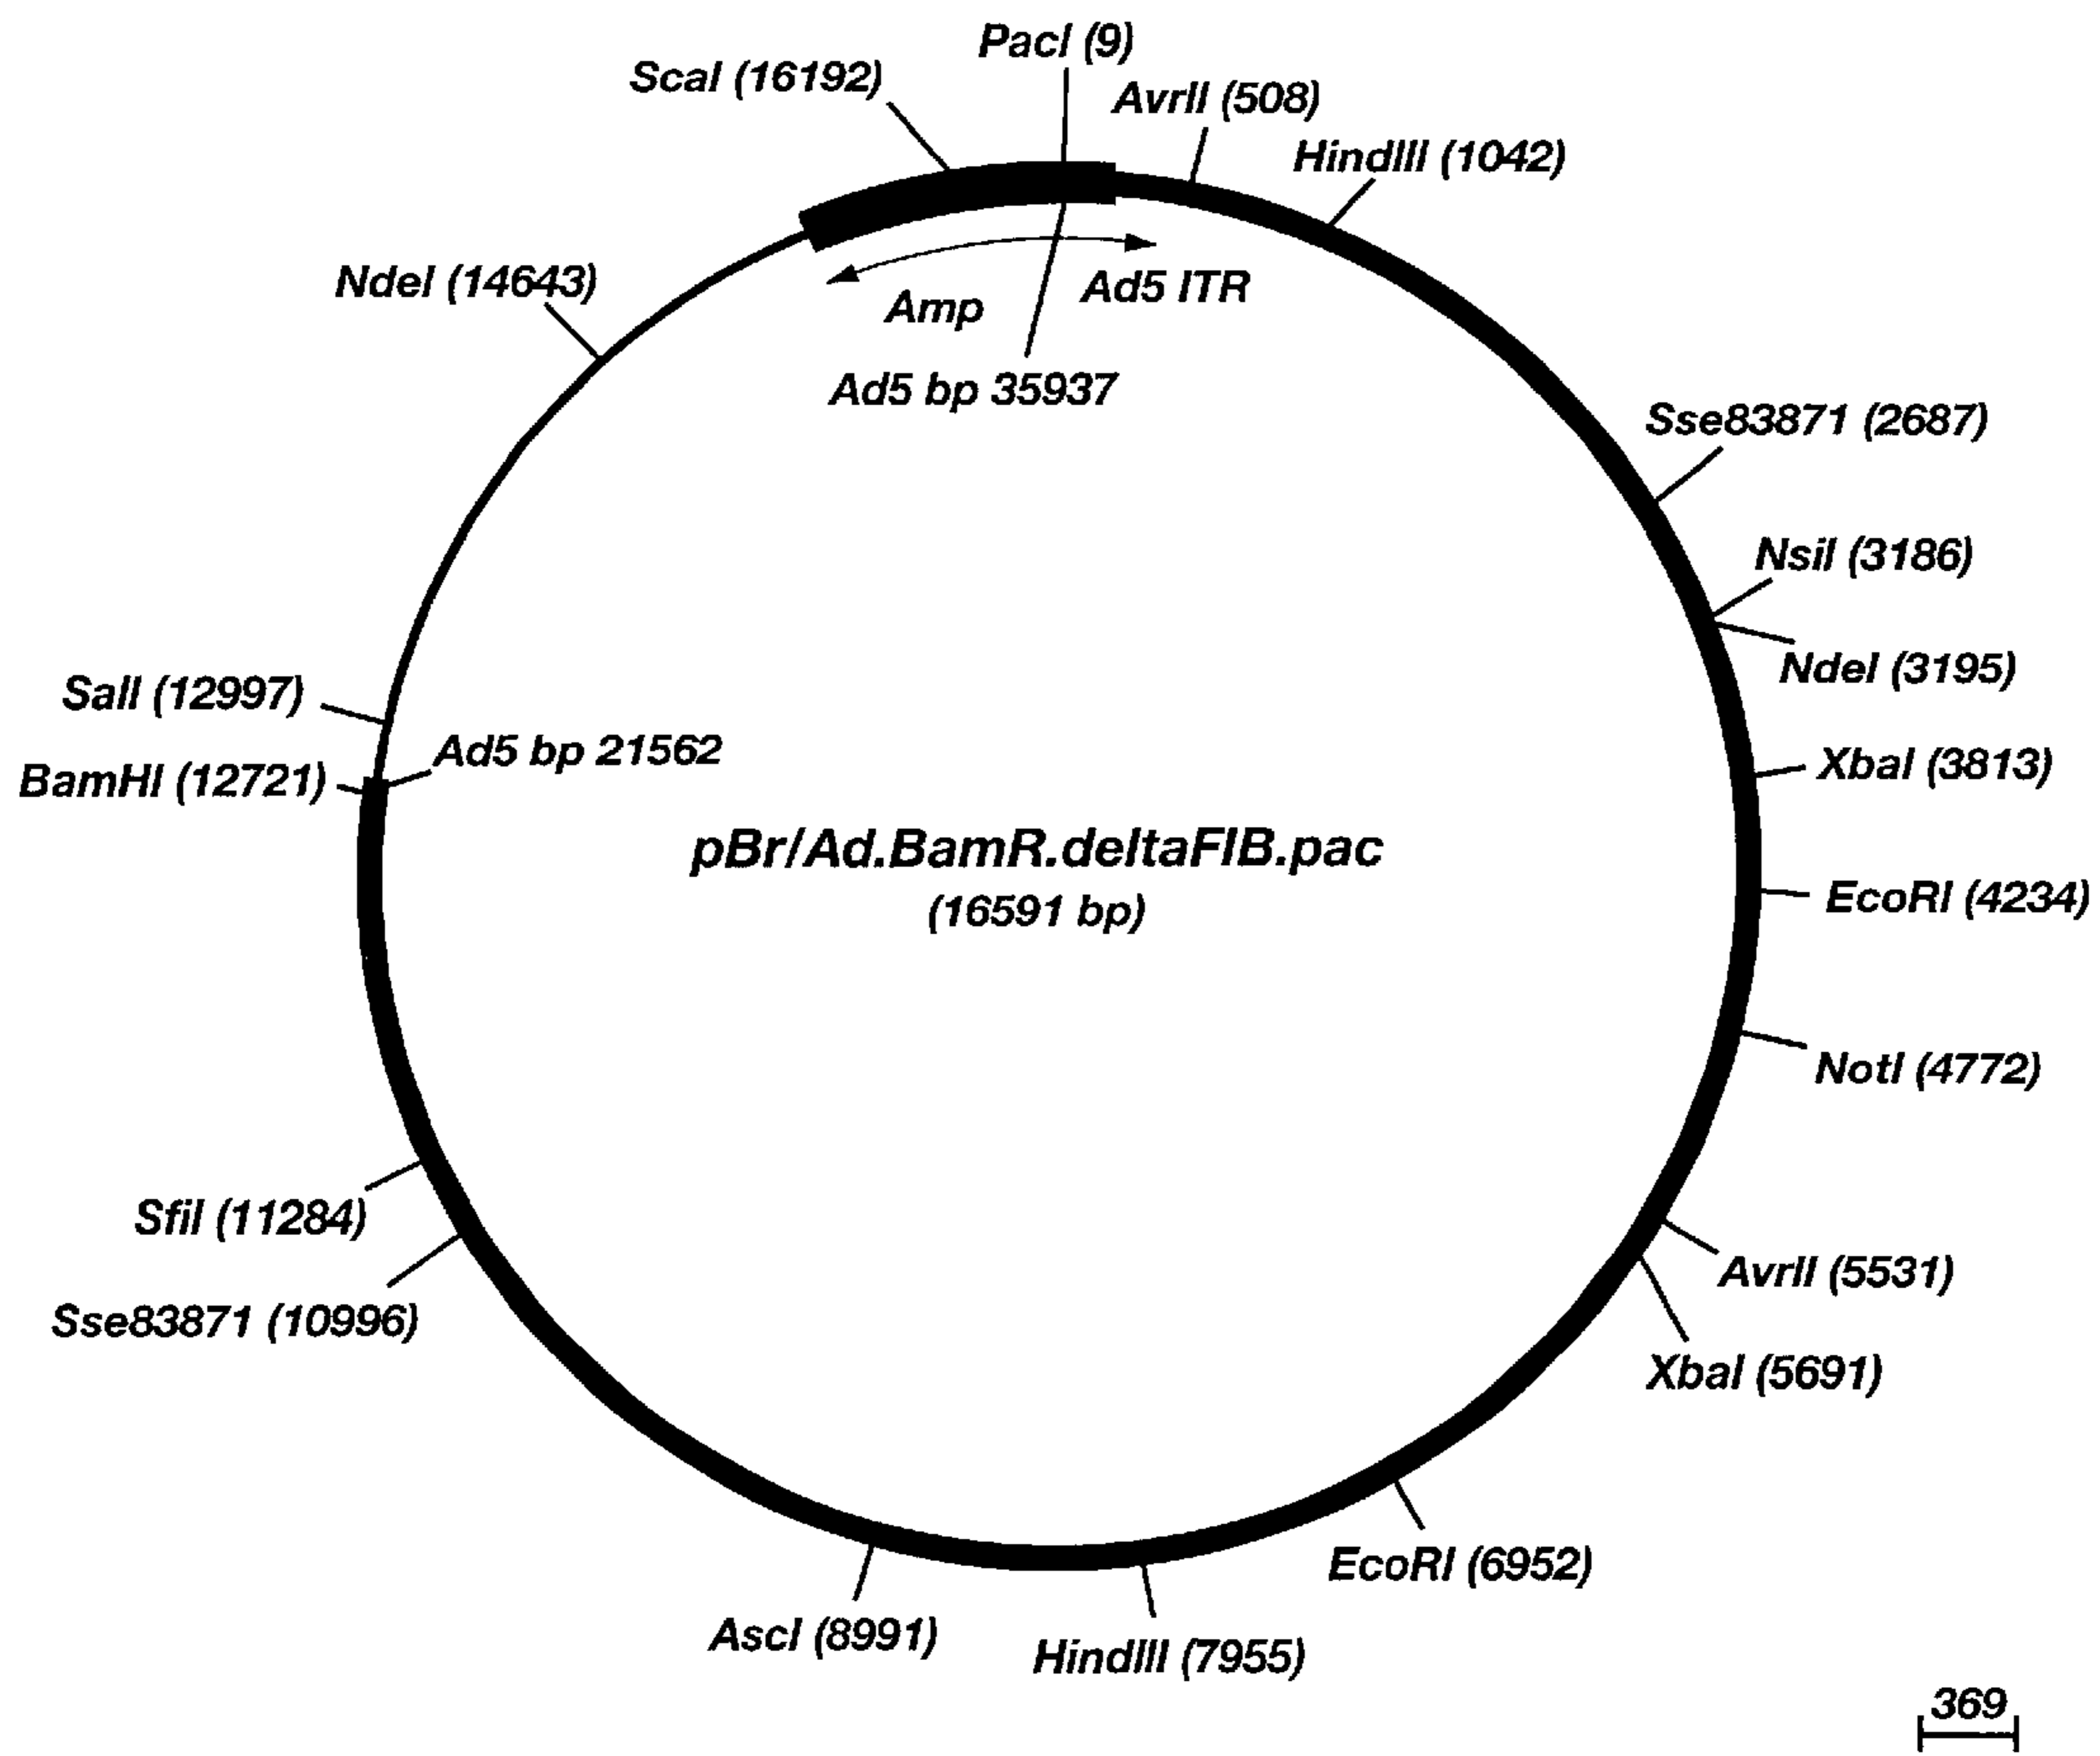 PacI (9)
ScaI (16192)
AvrII (508)
HindIII (1042)
NdeI (14643)
Ad5 ITR
Amp
Ad5 bp 35937
Sse83871 (2687)
NsiI (3186)
NdeI (3195)
SalI (12997)
Ad5 bp 21562
BamHI (12721)
XbaI (3813)
pBr/Ad.BamR.deltaFIB.pac
(16591 bp)
EcoRI (4234)
NotI (4772)
SfiI (11284)
AvrII (5531)
Sse83871 (10996)
XbaI (5691)
EcoRI (6952)
AscI (8991)
HindIII (7955)
369